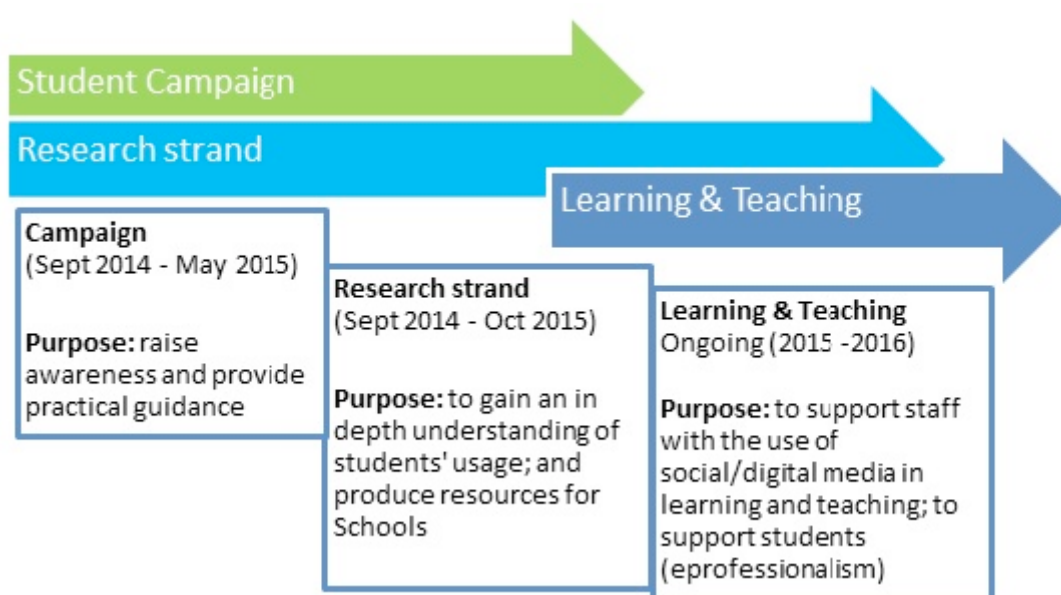 Student Campaign
Research strand
Learning & Teaching
Campaign
(Sept 2014 - May 2015)
Purpose: raise
awareness and provide
practical guidance
Research strand
(Sept 2014 - Oct 2015)
Purpose: to gain an in
depth understanding of
students' usage; and
produce resources for
Schools
Learning & Teaching
Ongoing (2015 -2016)
Purpose: to support staff
with the use of
social/digital media in
learning and teaching; to
support students
(eprofessionalism)